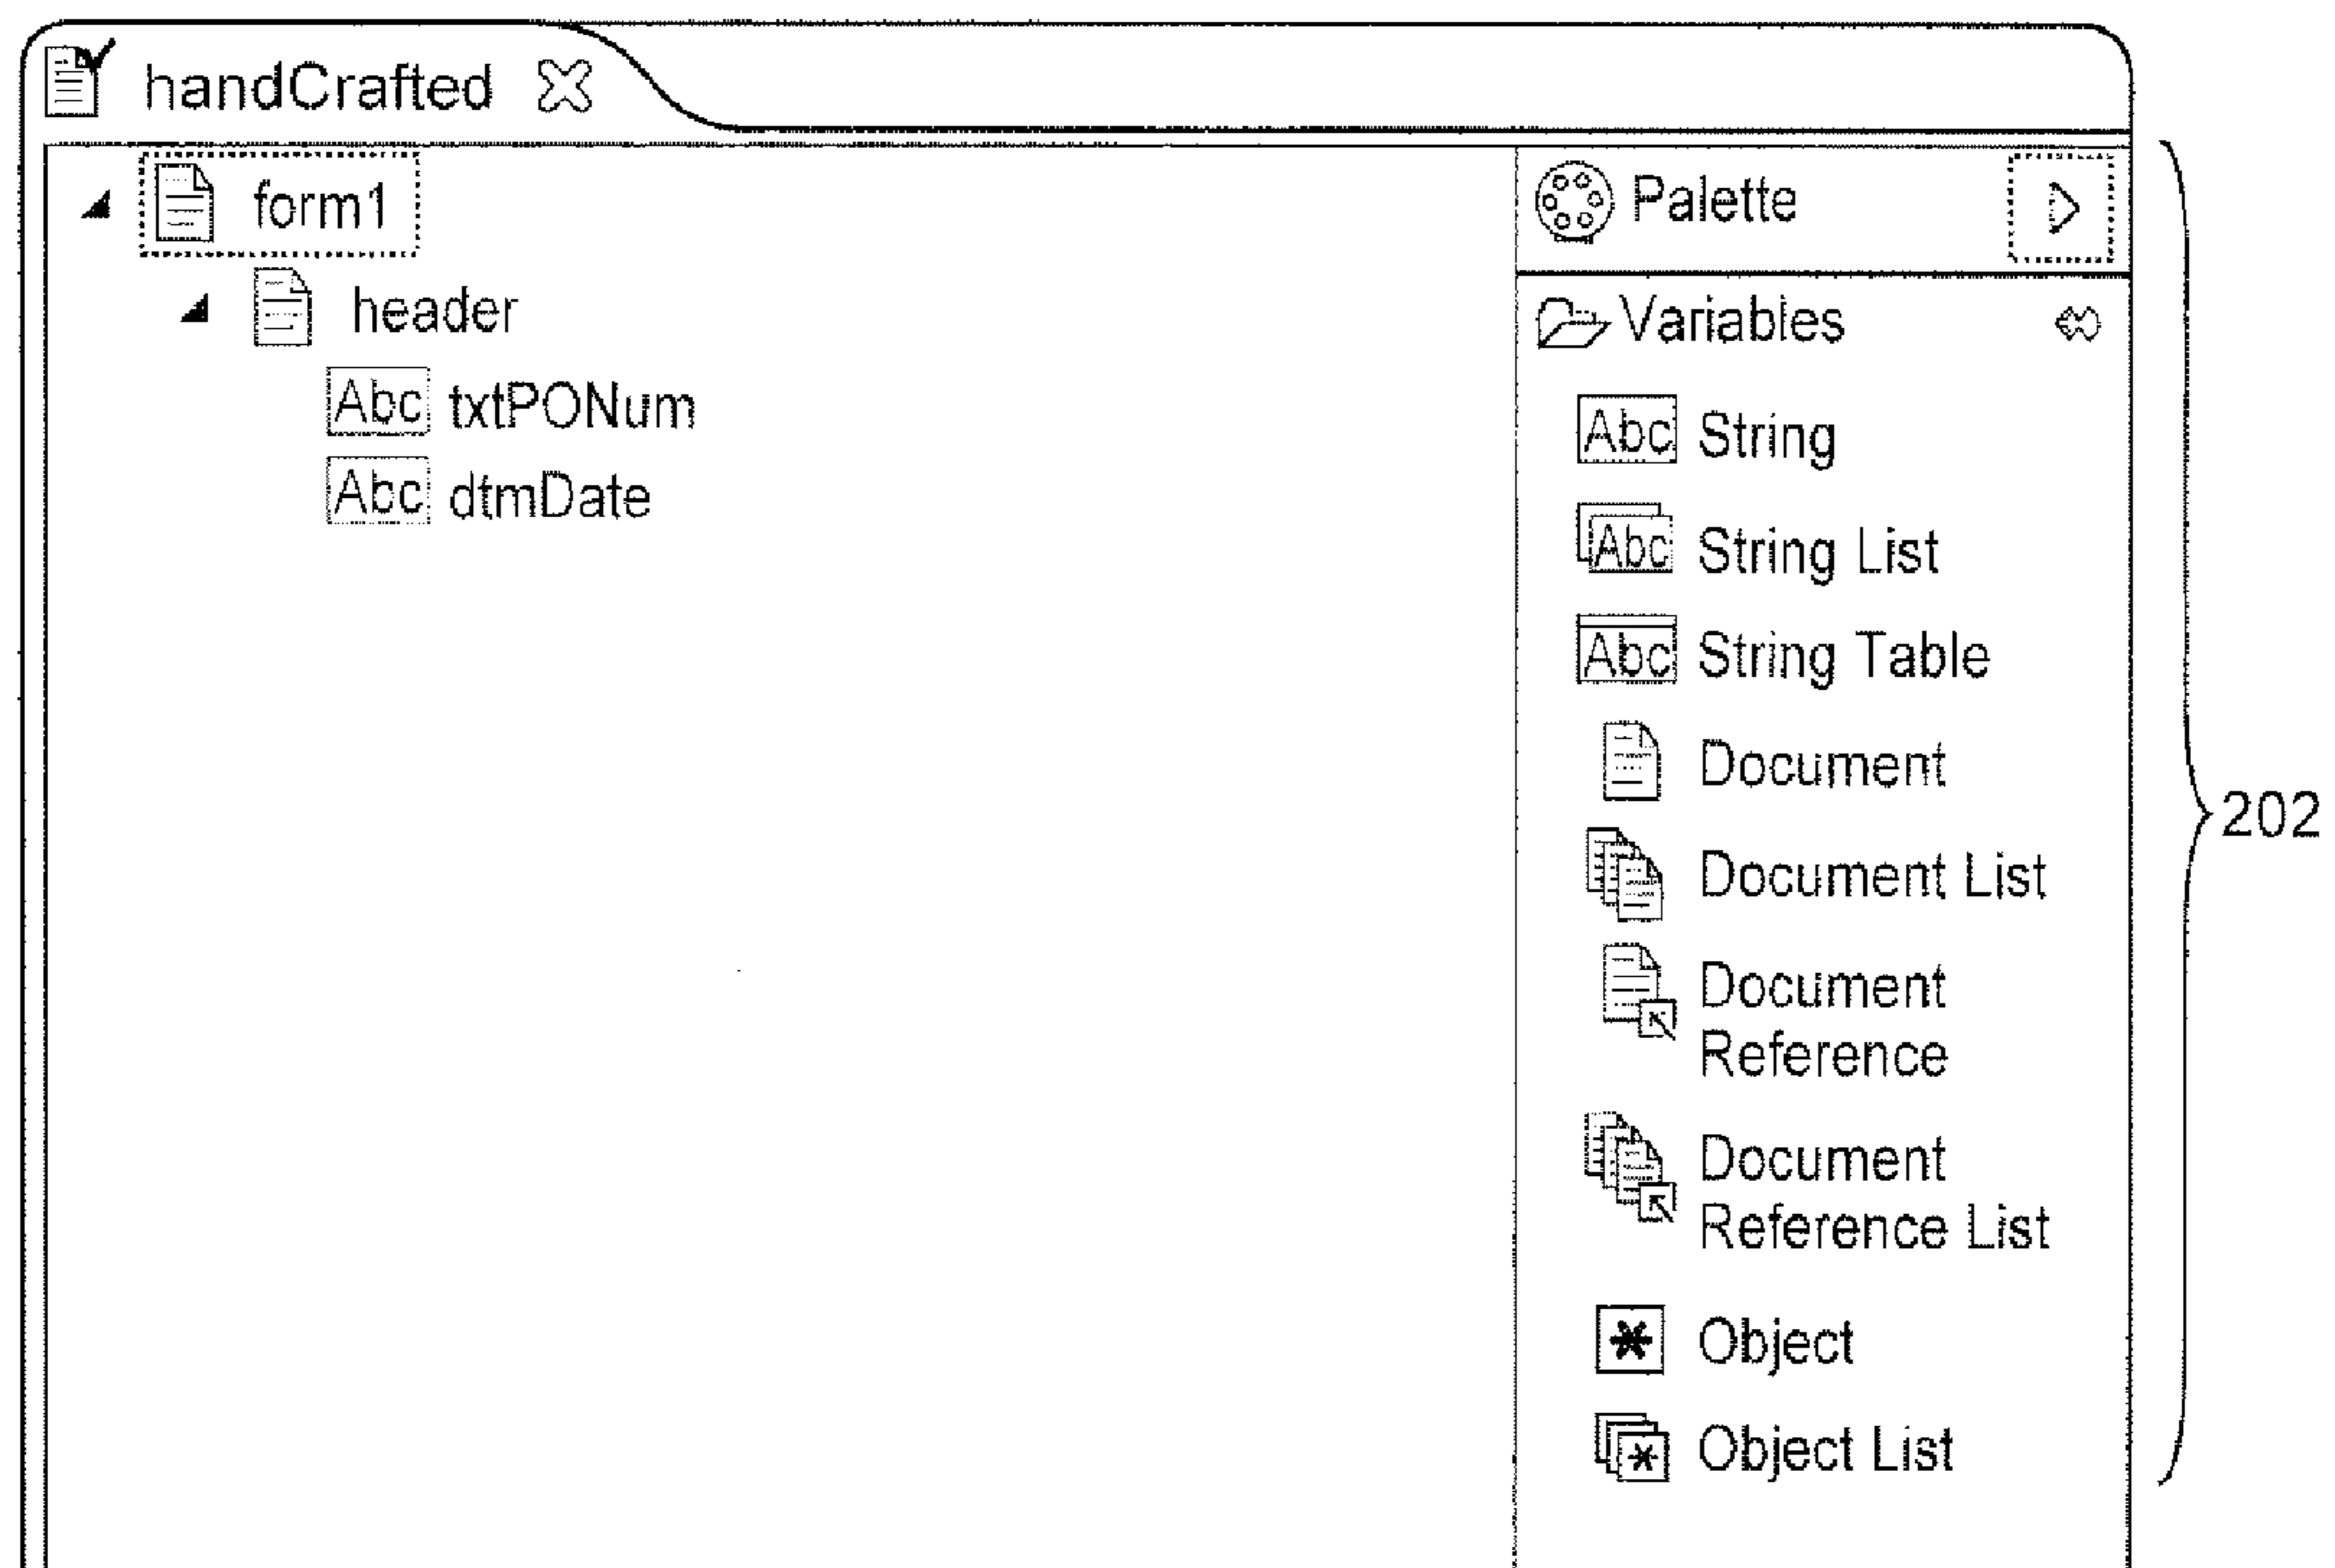 handCrafted
form1
header
Abc txtPONum
Abc dtmDate
Palette
Variables
Abc String
Abc String List
Abc String Table
Document
Document List
Document
Reference
Document
Reference List
Object
Object List
202